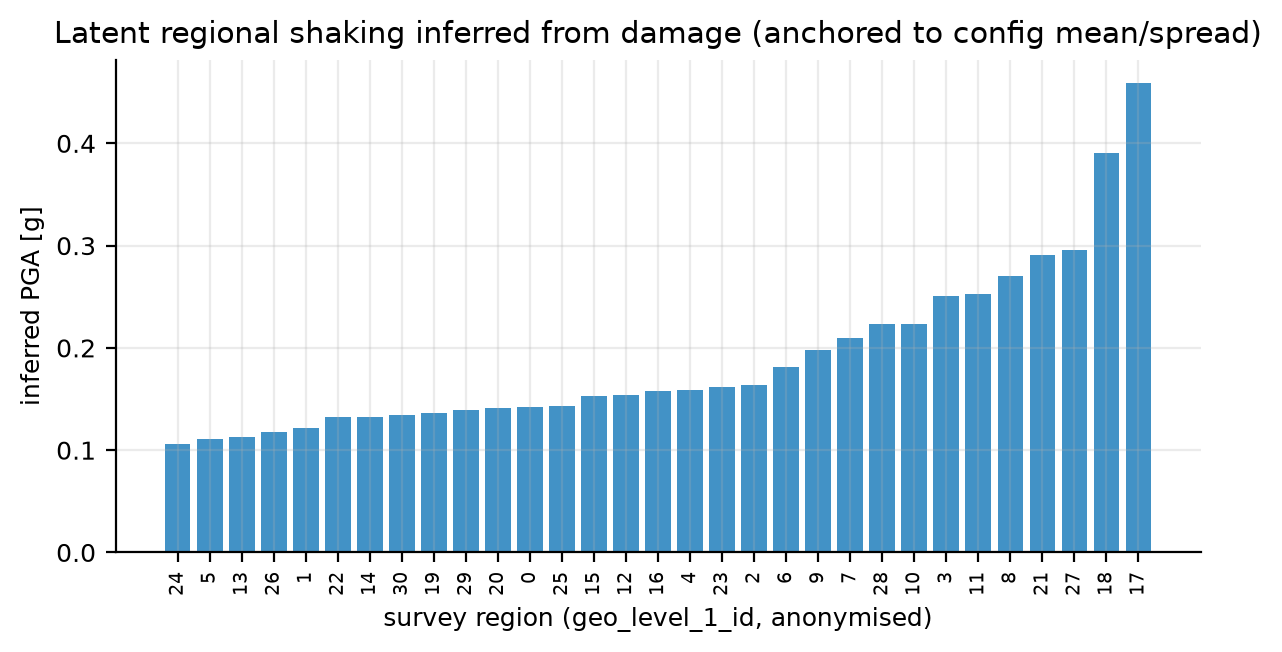 Latent regional shaking inferred from damage (anchored to config mean/spread)
inferred PGA [g]
0.4
0.3
0.2
0.1
0.0
24 5 13 26 1 22 14 30 19 29 20 0 25 15 12 16 4 23 2 6 9 7 28 10 3 11 8 21 27 18 17
survey region (geo_level_1_id, anonymised)